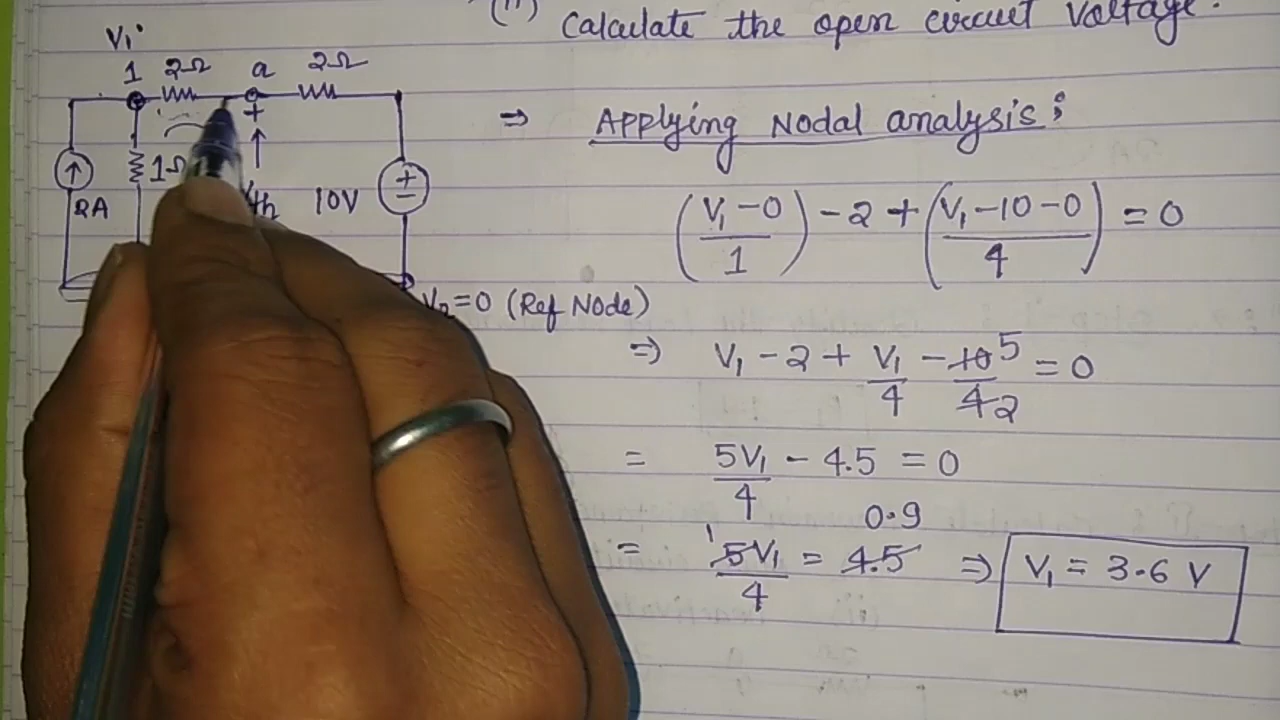 (ii) Calculate the open circuit voltage.
V₁
1 2Ω a 2Ω
+
1Ω
2A
10V
+
−
V₂=0 (Ref Node)
⇒ Applying Nodal analysis:
((V₁-0)/1) - 2 + ((V₁-10-0)/4) = 0
⇒ V₁ - 2 + V₁/4 - 10/4 = 0
5
2
= 5V₁/4 - 4.5 = 0
0.9
1
= 5V₁/4 = 4.5 ⇒ V₁ = 3.6 V